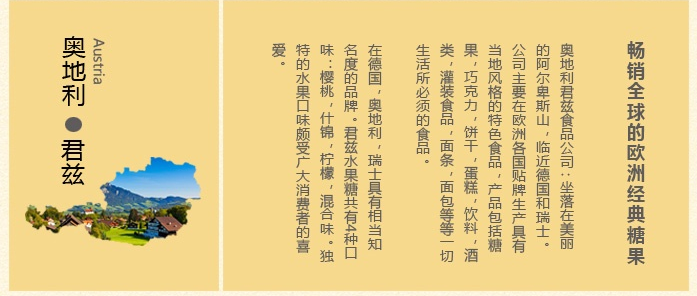 畅销全球的欧洲经典糖果
奥地利君兹食品公司：坐落在美丽
的阿尔卑斯山，临近德国和瑞士。
公司主要在欧洲各国贴牌生产具有
当地风格的特色食品，产品包括糖
果，巧克力，饼干，蛋糕，饮料，酒
类，灌装食品，面条，面包等等一切
生活所必须的食品。
在德国，奥地利，瑞士具有相当知
名度的品牌。君兹水果糖共有4种口
味：樱桃，什锦，柠檬，混合味。独
特的水果口味颇受广大消费者的喜
爱。
Austria
奥地利●君兹